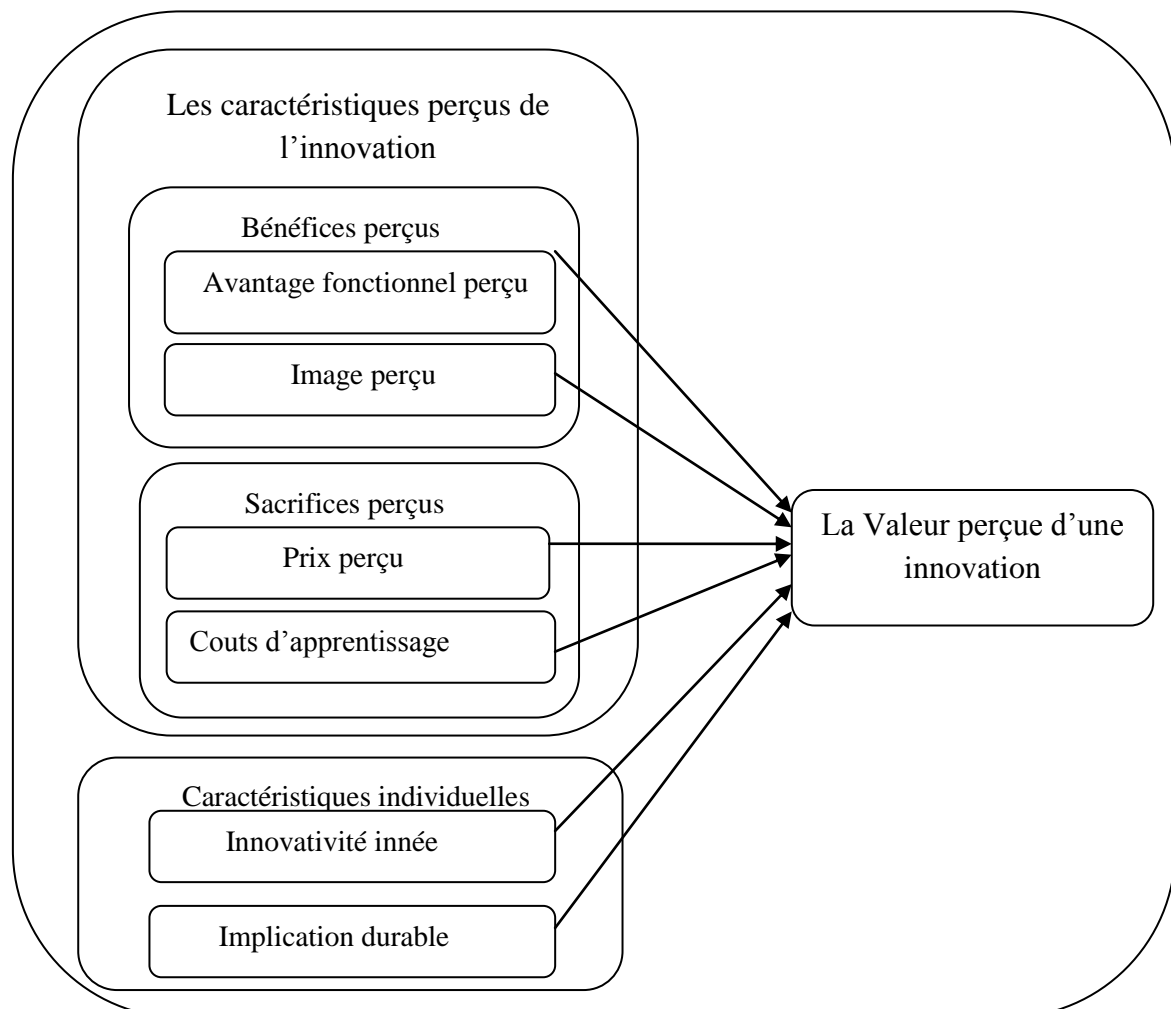 Les caractéristiques perçus de
l’innovation
Bénéfices perçus
Avantage fonctionnel perçu
Image perçu
Sacrifices perçus
Prix perçu
Couts d’apprentissage
La Valeur perçue d’une
innovation
Caractéristiques individuelles
Innovativité innée
Implication durable